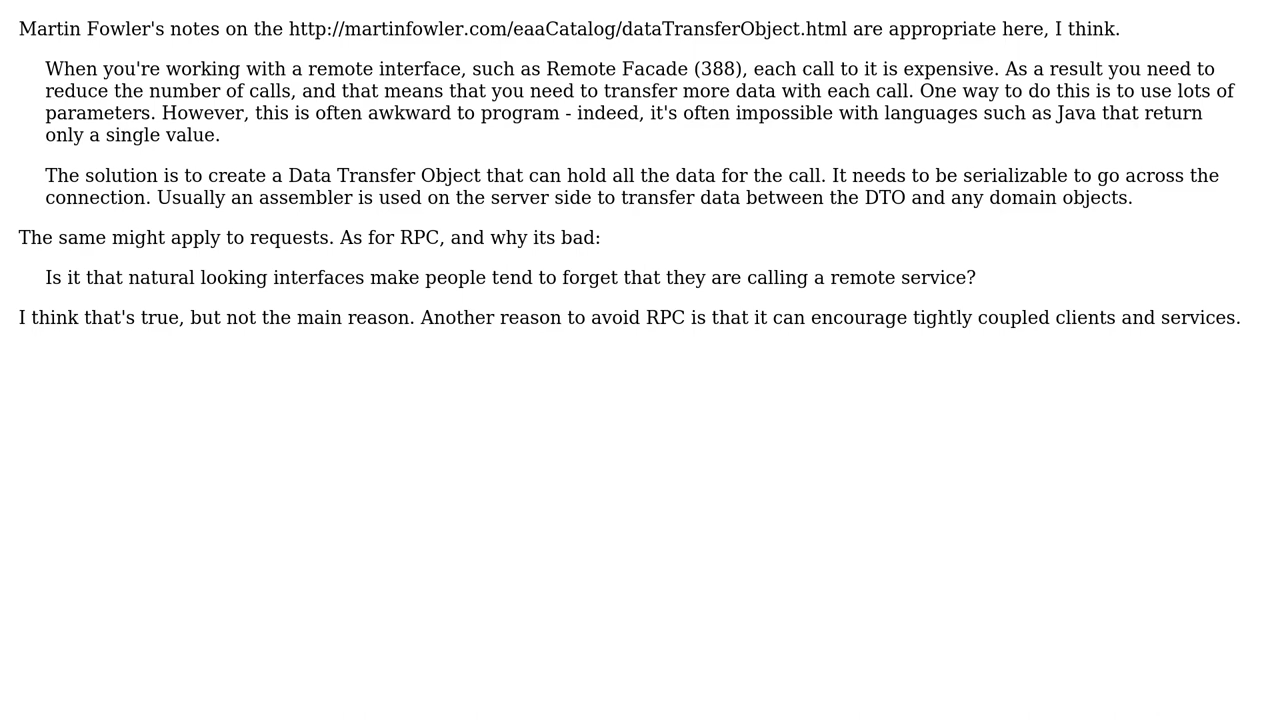 Martin Fowler's notes on the http://martinfowler.com/eaaCatalog/dataTransferObject.html are appropriate here, I think.
When you're working with a remote interface, such as Remote Facade (388), each call to it is expensive. As a result you need to
reduce the number of calls, and that means that you need to transfer more data with each call. One way to do this is to use lots of
parameters. However, this is often awkward to program - indeed, it's often impossible with languages such as Java that return
only a single value.
The solution is to create a Data Transfer Object that can hold all the data for the call. It needs to be serializable to go across the
connection. Usually an assembler is used on the server side to transfer data between the DTO and any domain objects.
The same might apply to requests. As for RPC, and why its bad:
Is it that natural looking interfaces make people tend to forget that they are calling a remote service?
I think that's true, but not the main reason. Another reason to avoid RPC is that it can encourage tightly coupled clients and services.